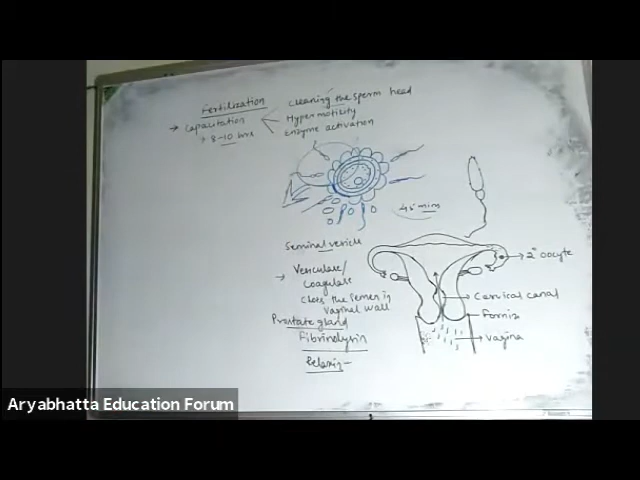 Fertilization
→ Capacitation
→ 8-10 hrs
Cleaning the sperm head
Hypermotility
Enzyme activation
45 mins
Seminal vesicle
→ Vesiculase/
Coagulase
Clots the semen in
vaginal wall
Prostate gland
Fibrinolysin
Relaxin-
2° oocyte
Cervical canal
Fornix
Vagina
Aryabhatta Education Forum